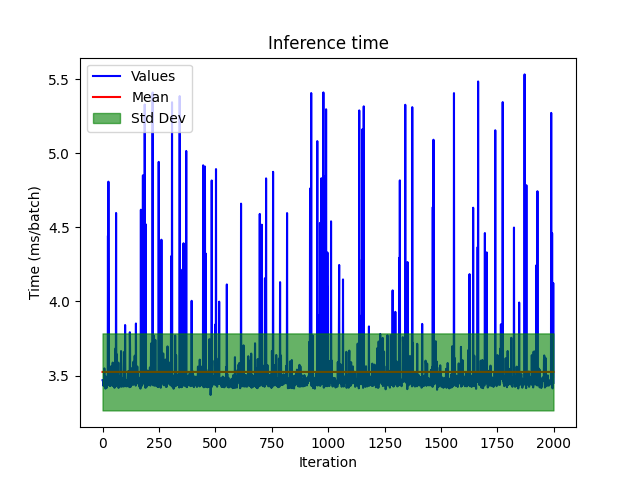 Inference time
Values
Mean
Std Dev
5.5
5.0
4.5
4.0
3.5
Time (ms/batch)
0 250 500 750 1000 1250 1500 1750 2000
Iteration